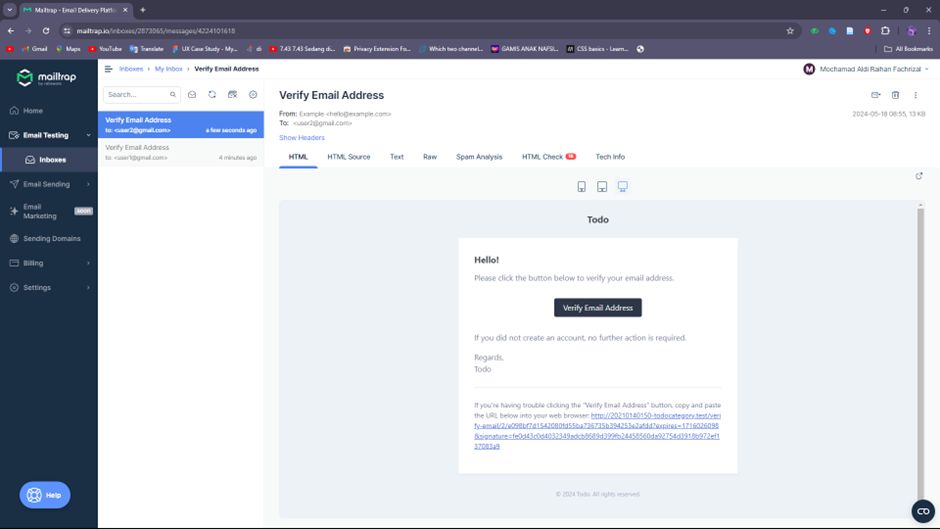 Mailtrap - Email Delivery Platfo
mailtrap.io/inboxes/2873065/messages/4224101618
Gmail
Maps
YouTube
Translate
UX Case Study - My...
di
7.43 7.43 Sedang di...
Privacy Extension Fo...
Which two channel...
GAMIS ANAK NAFSI...
CSS basics - Learn...
All Bookmarks
mailtrap
by railsware
Home
Email Testing
Inboxes
Email Sending
Email
Marketing
SOON
Sending Domains
Billing
Settings
Help
Inboxes > My Inbox > Verify Email Address
M Mochamad Aldi Raihan Fachrizal
Search...
Verify Email Address
to: <user2@gmail.com> a few seconds ago
Verify Email Address
to: <user1@gmail.com> 4 minutes ago
Verify Email Address
From: Example <hello@example.com>
To: <user2@gmail.com>
2024-05-18 08:55, 13 KB
Show Headers
HTML
HTML Source
Text
Raw
Spam Analysis
HTML Check
Tech Info
Todo
Hello!
Please click the button below to verify your email address.
Verify Email Address
If you did not create an account, no further action is required.
Regards,
Todo
If you're having trouble clicking the "Verify Email Address" button, copy and paste
the URL below into your web browser: http://20210140150-todocategory.test/veri
fy-email/2/e098bf7d1542080fd55ba736735b394253e2afdd?expires=1716026098
&signature=fe0d43c0d4032349adcb8689d399fb24458560da92754d3918b972ef1
37083a9
© 2024 Todo. All rights reserved.